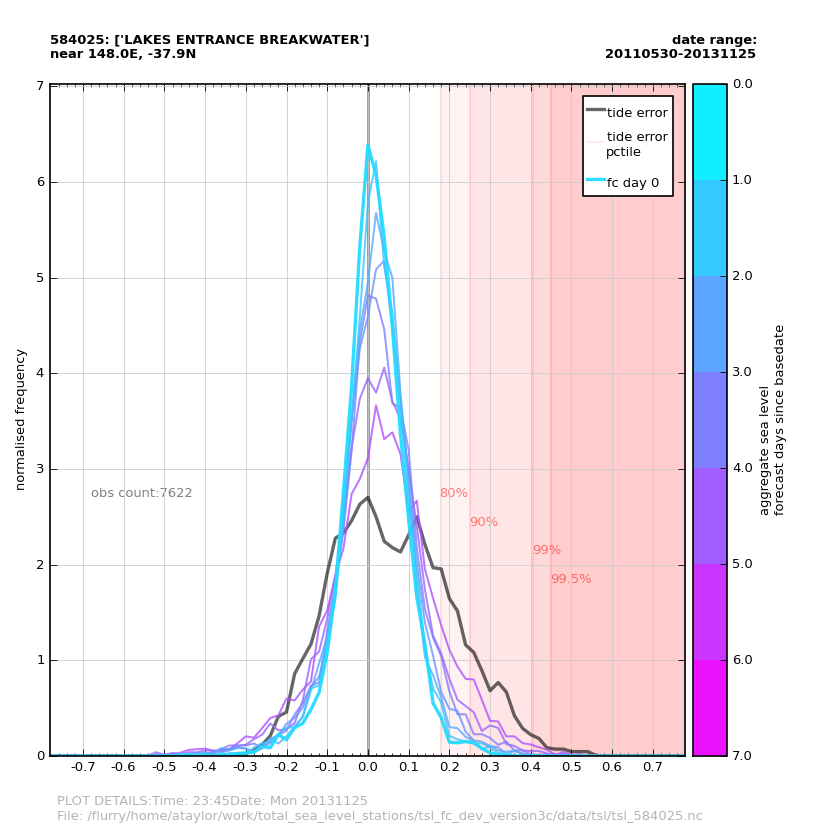 584025: ['LAKES ENTRANCE BREAKWATER']
near 148.0E, -37.9N
date range:
20110530-20131125
tide error
tide error
pctile
fc day 0
normalised frequency
7
6
5
4
3
2
1
0
obs count:7622
80%
90%
99%
99.5%
-0.7 -0.6 -0.5 -0.4 -0.3 -0.2 -0.1 0.0 0.1 0.2 0.3 0.4 0.5 0.6 0.7
0.0
1.0
2.0
3.0
4.0
5.0
6.0
7.0
aggregate sea level
forecast days since basedate
PLOT DETAILS:Time: 23:45Date: Mon 20131125
File: /flurry/home/ataylor/work/total_sea_level_stations/tsl_fc_dev_version3c/data/tsl/tsl_584025.nc